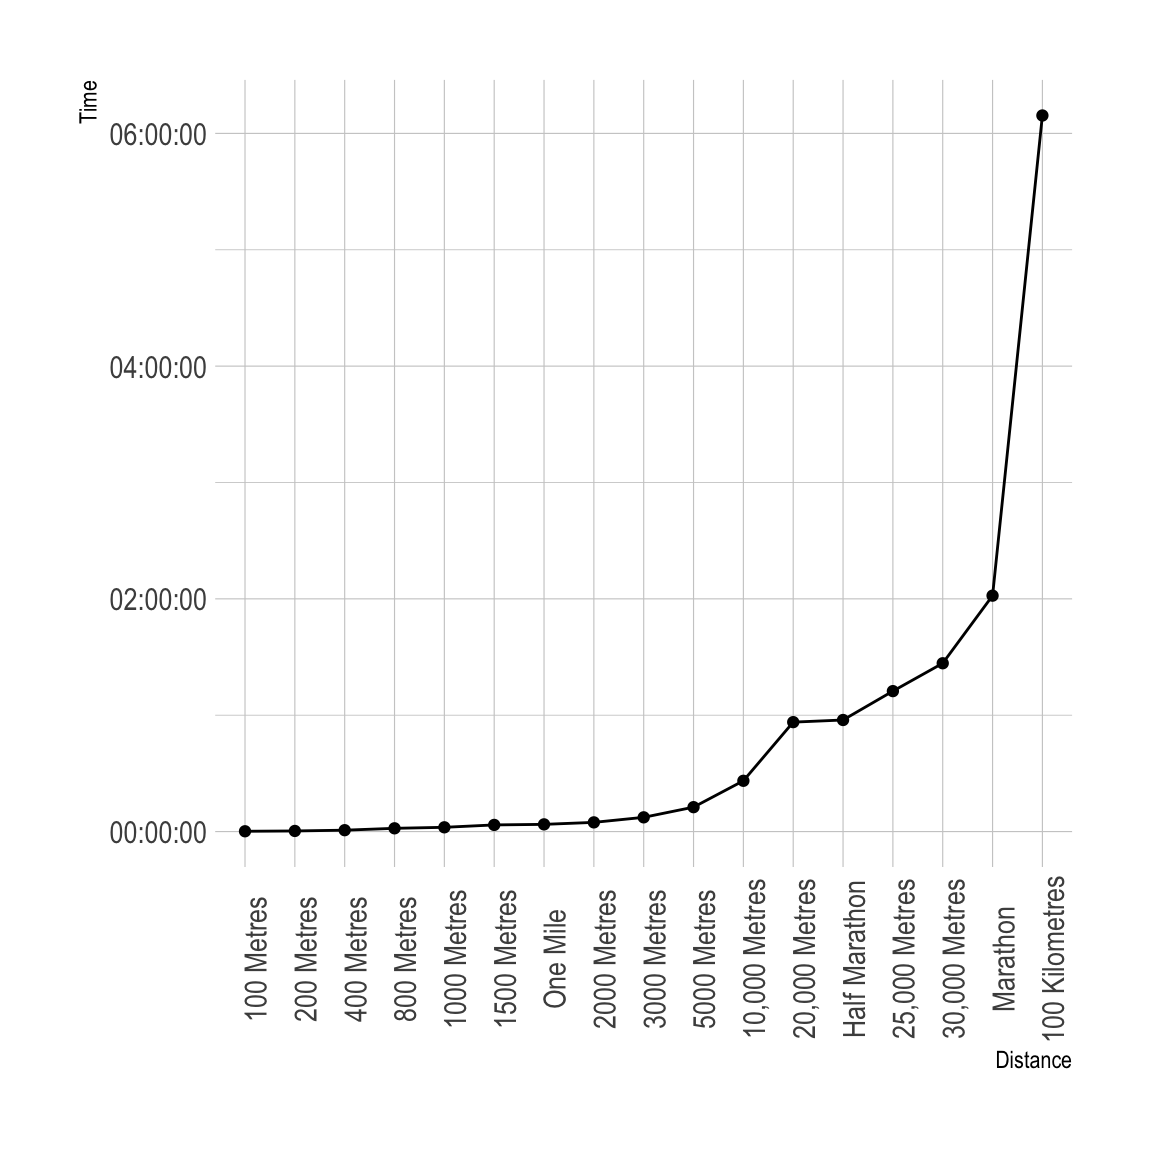 Time
06:00:00
04:00:00
02:00:00
00:00:00
100 Metres
200 Metres
400 Metres
800 Metres
1000 Metres
1500 Metres
One Mile
2000 Metres
3000 Metres
5000 Metres
10,000 Metres
20,000 Metres
Half Marathon
25,000 Metres
30,000 Metres
Marathon
100 Kilometres
Distance